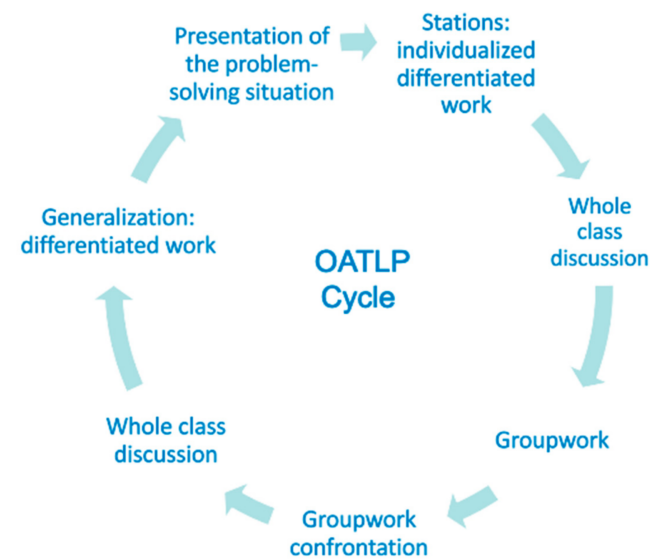 Presentation of
the problem-
solving situation
Stations:
individualized
differentiated
work
Whole
class
discussion
Groupwork
Groupwork
confrontation
Whole class
discussion
Generalization:
differentiated work
OATLP
Cycle